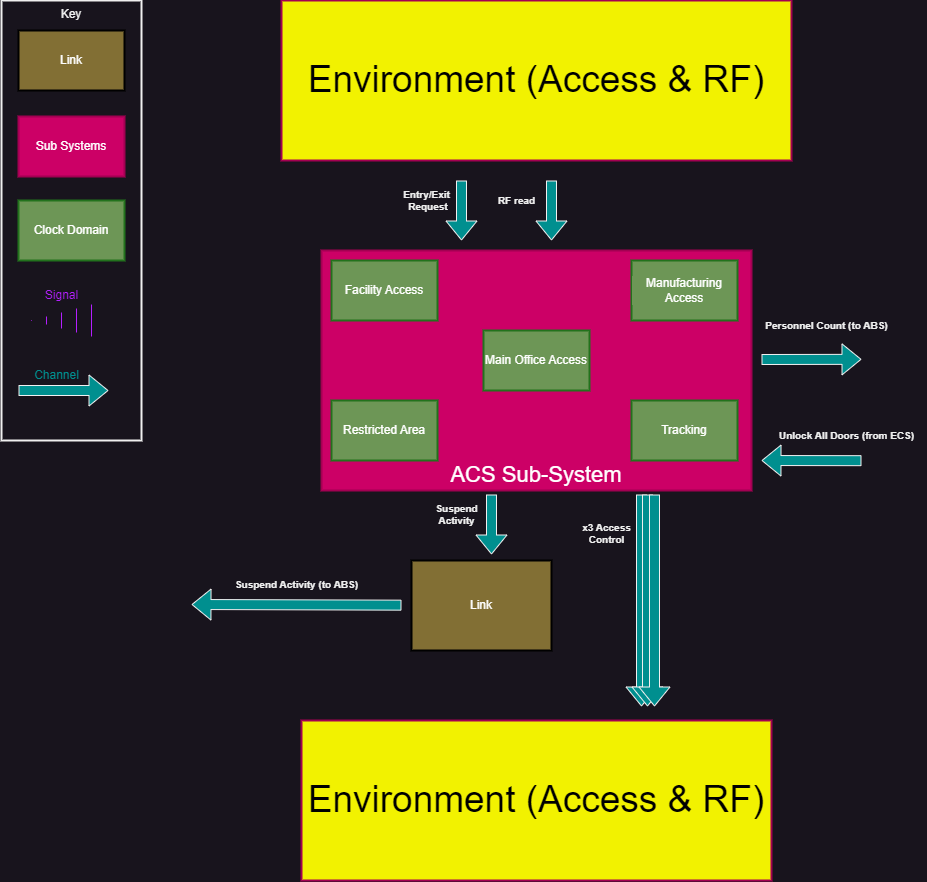 Key
Link
Sub Systems
Clock Domain
Signal
Channel
Environment (Access & RF)
Entry/Exit
Request
RF read
Facility Access
Manufacturing
Access
Main Office Access
Restricted Area
Tracking
ACS Sub-System
Personnel Count (to ABS)
Unlock All Doors (from ECS)
Suspend
Activity
x3 Access
Control
Suspend Activity (to ABS)
Link
Environment (Access & RF)